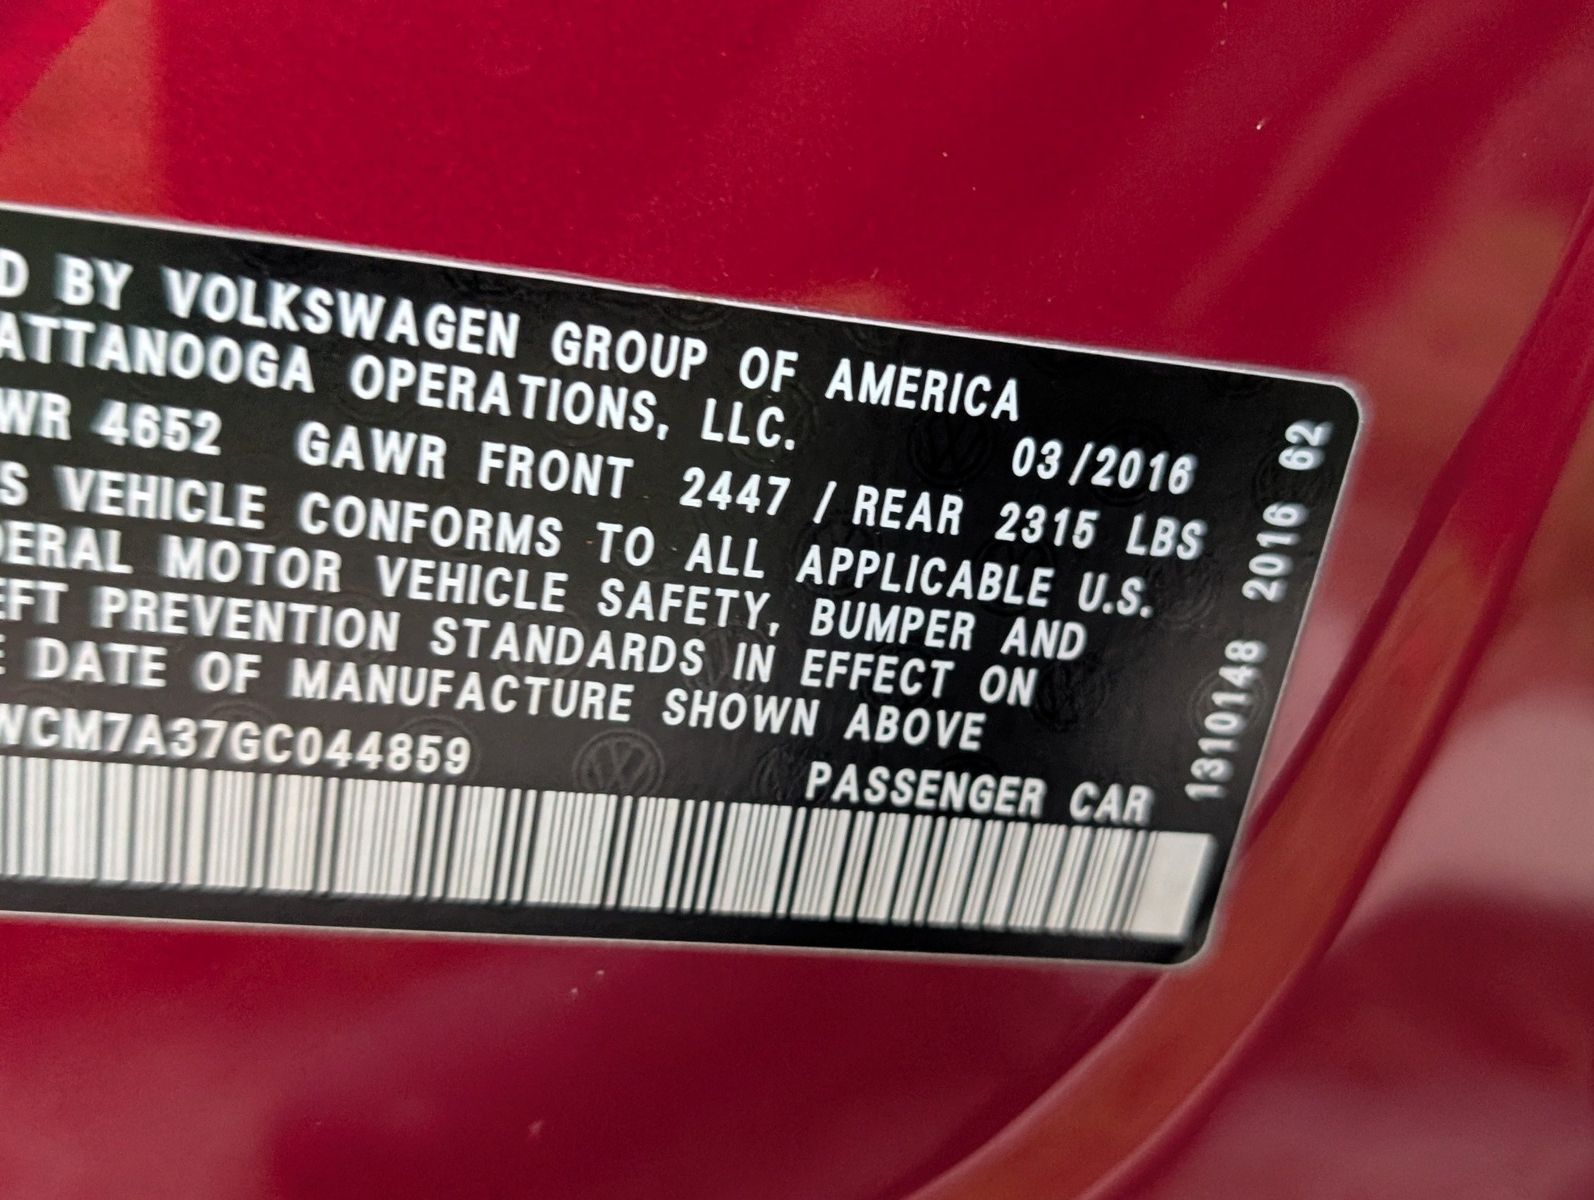 D BY VOLKSWAGEN GROUP OF AMERICA
ATTANOOGA OPERATIONS, LLC.
03/2016
WR 4652 GAWR FRONT 2447 / REAR 2315 LBS
S VEHICLE CONFORMS TO ALL APPLICABLE U.S.
DERAL MOTOR VEHICLE SAFETY, BUMPER AND
EFT PREVENTION STANDARDS IN EFFECT ON
E DATE OF MANUFACTURE SHOWN ABOVE
WCM7A37GC044859
PASSENGER CAR
1310148 2016 62